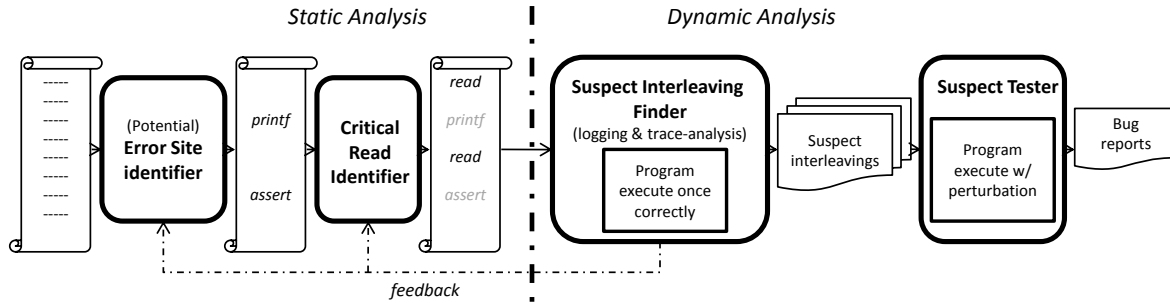 Static Analysis
Dynamic Analysis
-----
-----
-----
-----
-----
-----
-----
-----
(Potential)
Error Site
identifier
printf
assert
Critical
Read
Identifier
read
printf
read
assert
Suspect Interleaving
Finder
(logging & trace-analysis)
Program
execute once
correctly
Suspect
interleavings
Suspect Tester
Program
execute w/
perturbation
Bug
reports
feedback